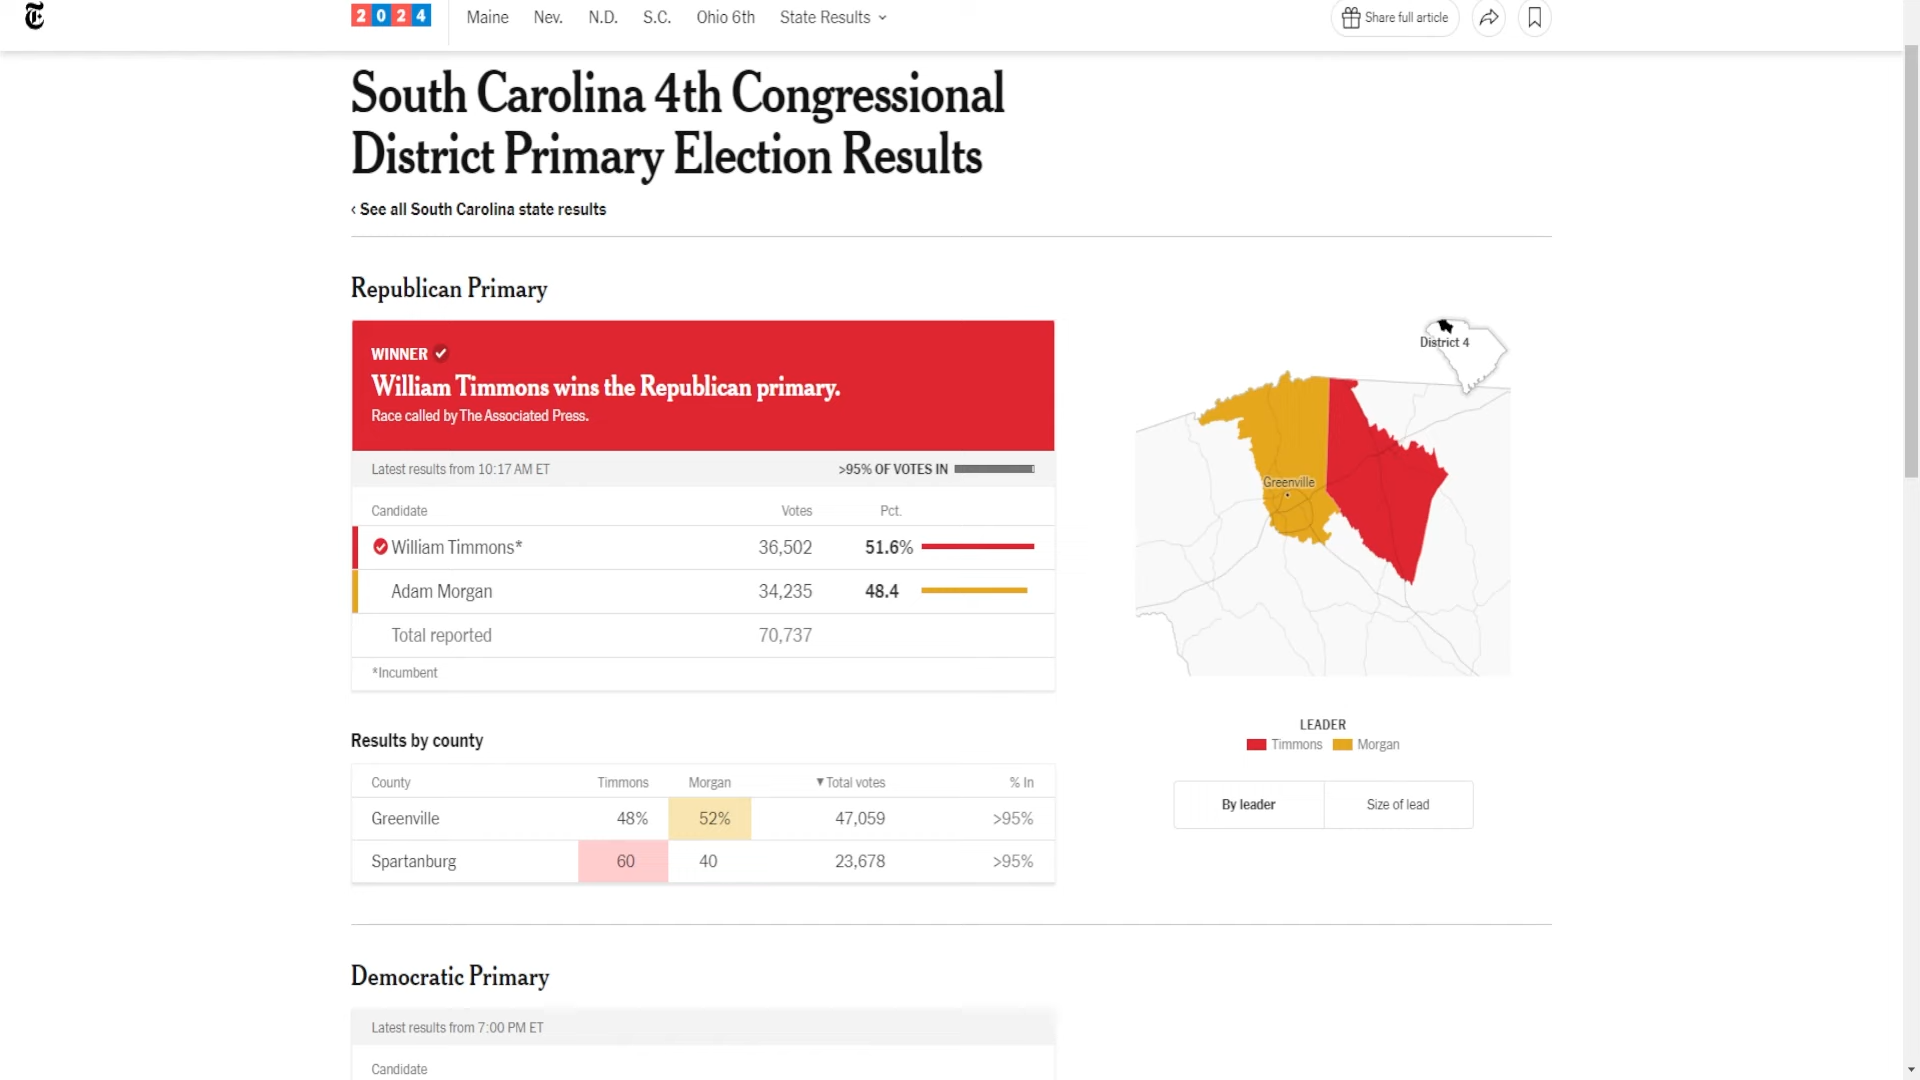 T
2024
Maine Nev. N.D. S.C. Ohio 6th State Results
Share full article
South Carolina 4th Congressional
District Primary Election Results
‹ See all South Carolina state results
Republican Primary
WINNER
William Timmons wins the Republican primary.
Race called by The Associated Press.
Latest results from 10:17 AM ET >95% OF VOTES IN
Candidate Votes Pct.
William Timmons* 36,502 51.6%
Adam Morgan 34,235 48.4
Total reported 70,737
*Incumbent
District 4
Greenville
LEADER
Timmons Morgan
By leader Size of lead
Results by county
County Timmons Morgan ▼Total votes % In
Greenville 48% 52% 47,059 >95%
Spartanburg 60 40 23,678 >95%
Democratic Primary
Latest results from 7:00 PM ET
Candidate